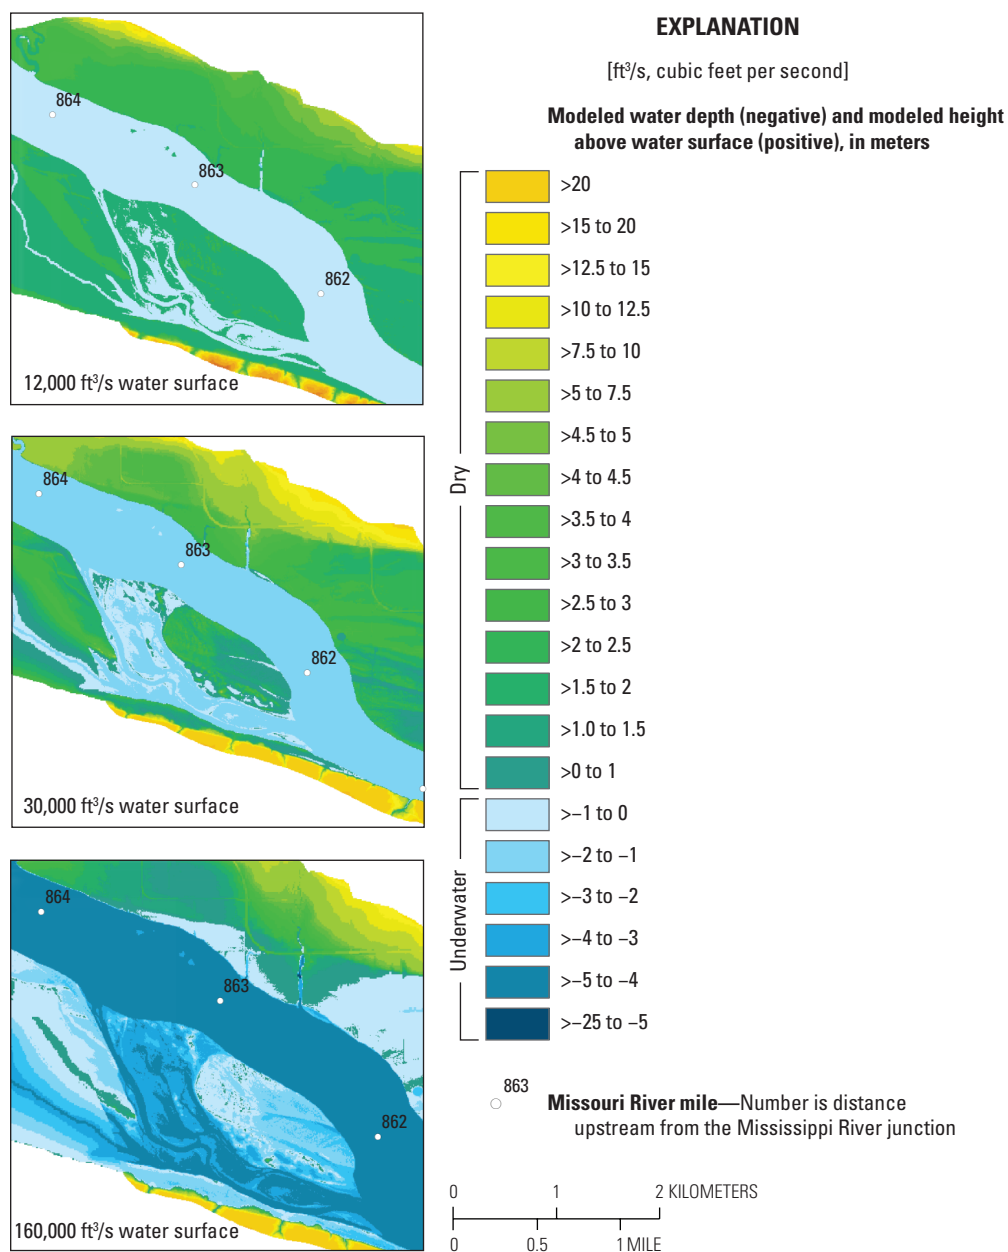 864
863
862
12,000 ft³/s water surface
864
863
862
30,000 ft³/s water surface
864
863
862
160,000 ft³/s water surface
EXPLANATION
[ft³/s, cubic feet per second]
Modeled water depth (negative) and modeled height
above water surface (positive), in meters
Dry
>20
>15 to 20
>12.5 to 15
>10 to 12.5
>7.5 to 10
>5 to 7.5
>4.5 to 5
>4 to 4.5
>3.5 to 4
>3 to 3.5
>2.5 to 3
>2 to 2.5
>1.5 to 2
>1.0 to 1.5
>0 to 1
Underwater
>−1 to 0
>−2 to −1
>−3 to −2
>−4 to −3
>−5 to −4
>−25 to −5
863
Missouri River mile—Number is distance
upstream from the Mississippi River junction
0 1 2 KILOMETERS
0 0.5 1 MILE